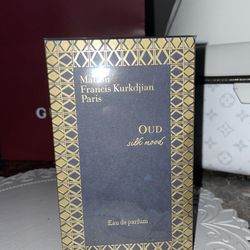 Maison
Francis Kurkdjian
Paris
OUD
silk mood
Eau de parfum
G